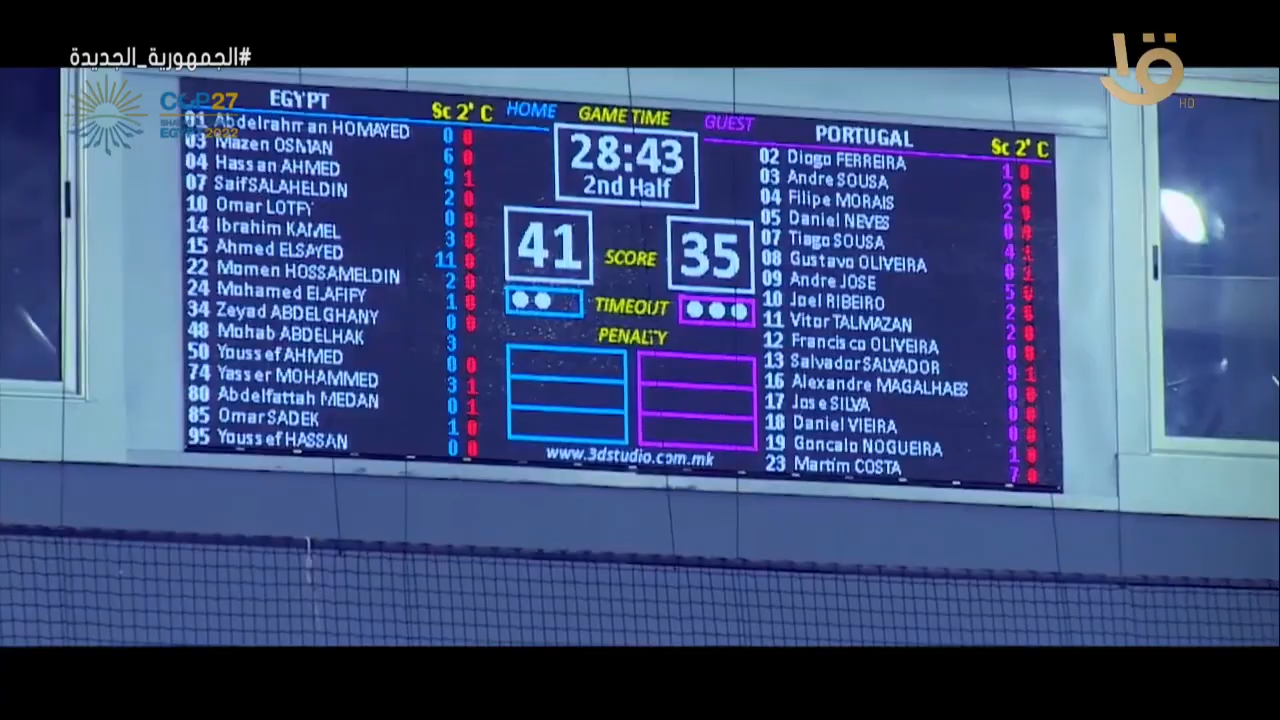 #الجمهورية_الجديدة
HD
COP27
EGYPT 2022
EGYPT Sc 2' C
01 Abdelrahman HOMAYED 0 0
03 Mazen OSMAN 6 0
04 Hassan AHMED 9 1
07 Saif SALAHELDIN 2 0
10 Omar LOTFY 0 0
14 Ibrahim KAMEL 3 0
15 Ahmed ELSAYED 11 0
22 Momen HOSSAMELDIN 2 0
24 Mohamed ELAFIFY 1 0
34 Zeyad ABDELGHANY 0 0
48 Mohab ABDELHAK 3
50 Youssef AHMED 0 0
74 Yasser MOHAMMED 3 1
80 Abdelfattah MEDAN 0 1
85 Omar SADEK 1 0
95 Youssef HASSAN 0 0
HOME GAME TIME GUEST
28:43
2nd Half
41 SCORE 35
TIMEOUT
PENALTY
www.3dstudio.com.mk
PORTUGAL Sc 2' C
02 Diogo FERREIRA 1 0
03 Andre SOUSA 2 0
04 Filipe MORAIS 2 0
05 Daniel NEVES 0
07 Tiago SOUSA 4 1
08 Gustavo OLIVEIRA 0 1
09 Andre JOSE 5
10 Joel RIBEIRO 2
11 Vitor TALMAZAN 2 0
12 Francisco OLIVEIRA 0 0
13 Salvador SALVADOR 9 1
16 Alexandre MAGALHAES 0 0
17 Jose SILVA 0 0
18 Daniel VIEIRA 0 0
19 Goncalo NOGUEIRA 1 0
23 Martim COSTA 7 0